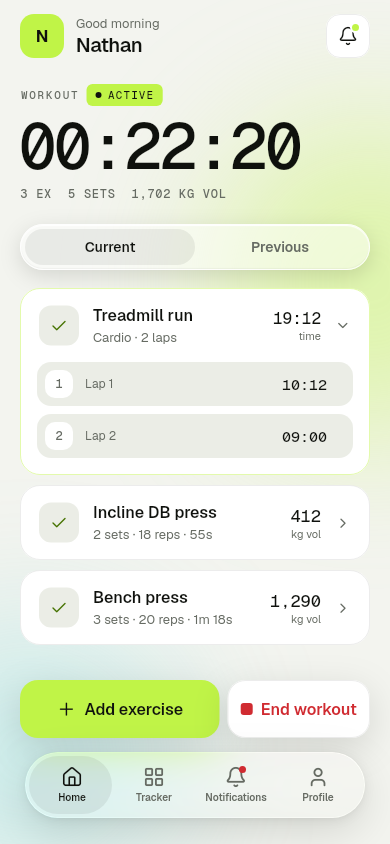 N
Good morning
Nathan
WORKOUT ACTIVE
00:22:20
3 EX 5 SETS 1,702 KG VOL
Current Previous
Treadmill run 19:12
Cardio · 2 laps time
1 Lap 1 10:12
2 Lap 2 09:00
Incline DB press 412
2 sets · 18 reps · 55s kg vol
Bench press 1,290
3 sets · 20 reps · 1m 18s kg vol
Add exercise End workout
Home Tracker Notifications Profile